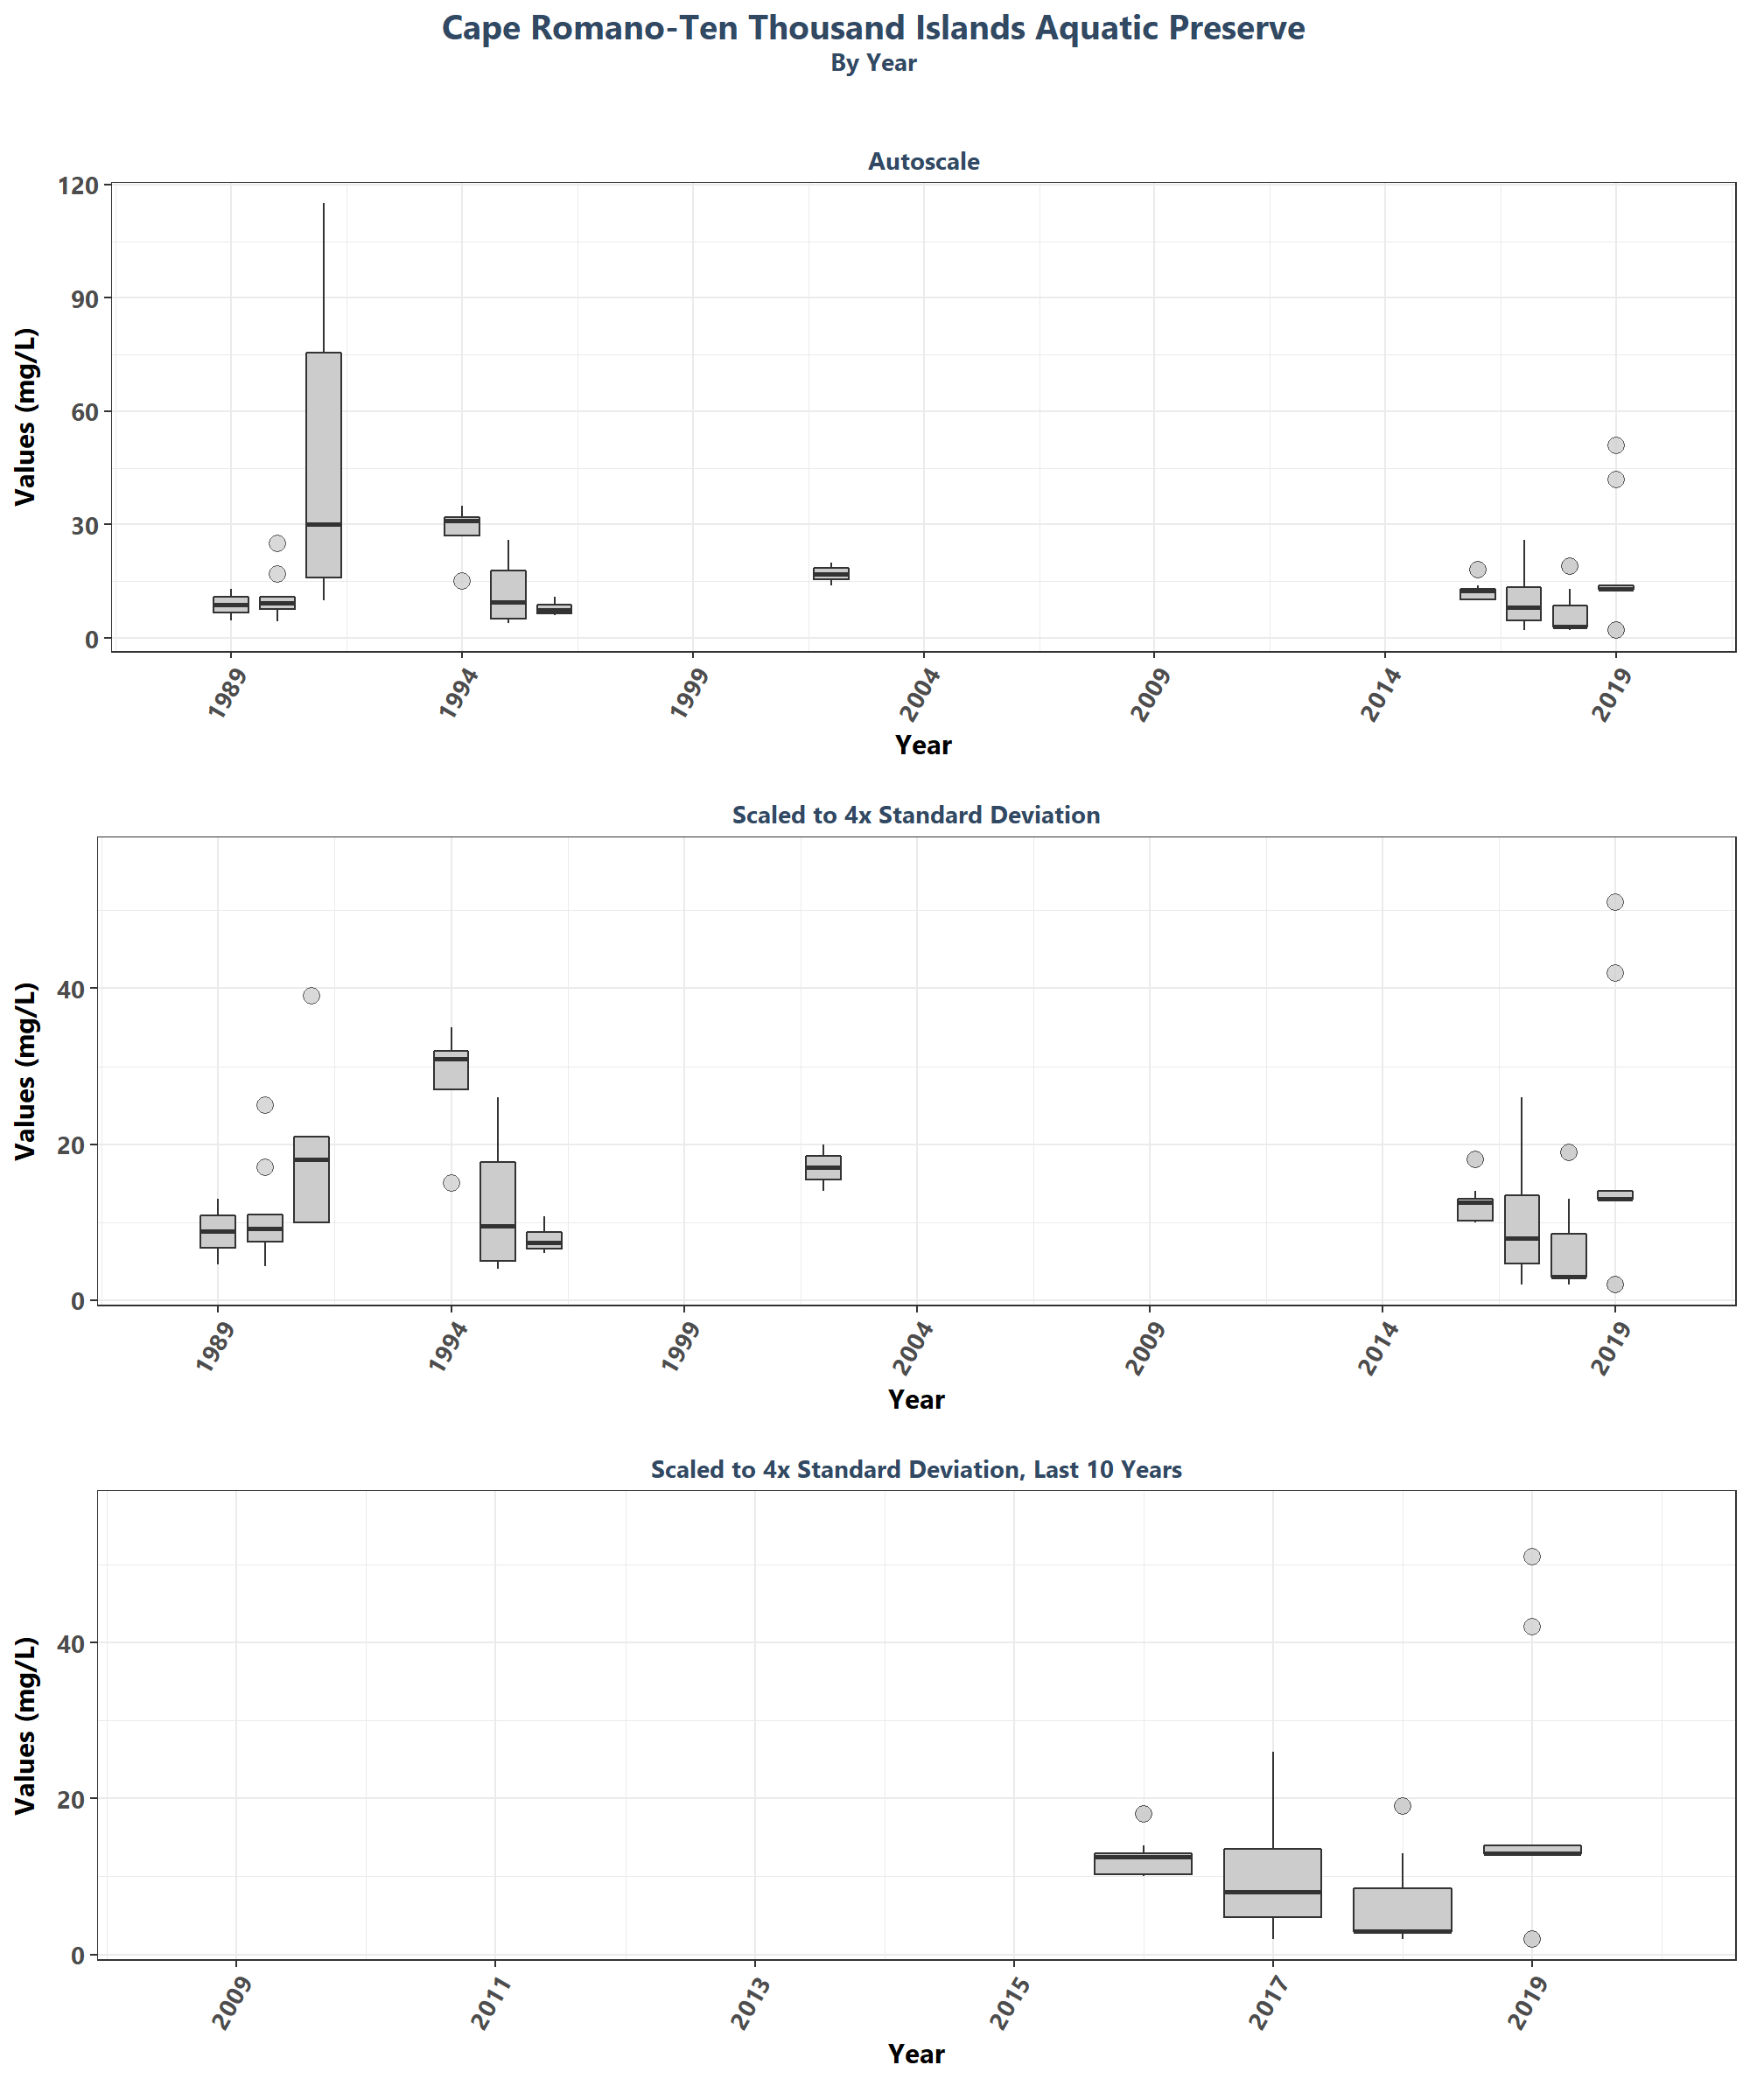 Cape Romano-Ten Thousand Islands Aquatic Preserve
By Year
Autoscale
Values (mg/L)
120
90
60
30
0
1989
1994
1999
2004
2009
2014
2019
Year
Scaled to 4x Standard Deviation
Values (mg/L)
40
20
0
1989
1994
1999
2004
2009
2014
2019
Year
Scaled to 4x Standard Deviation, Last 10 Years
Values (mg/L)
40
20
0
2009
2011
2013
2015
2017
2019
Year